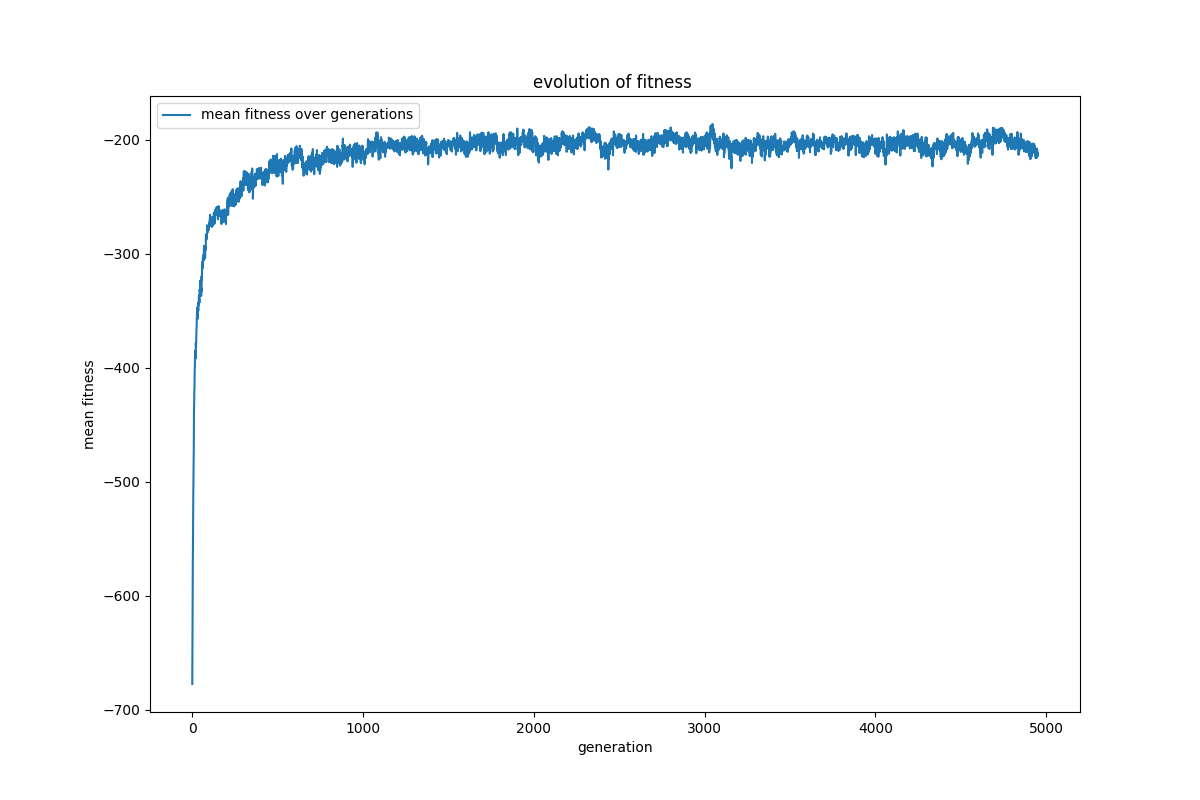 evolution of fitness
mean fitness over generations
−200
−300
−400
−500
−600
−700
mean fitness
0 1000 2000 3000 4000 5000
generation